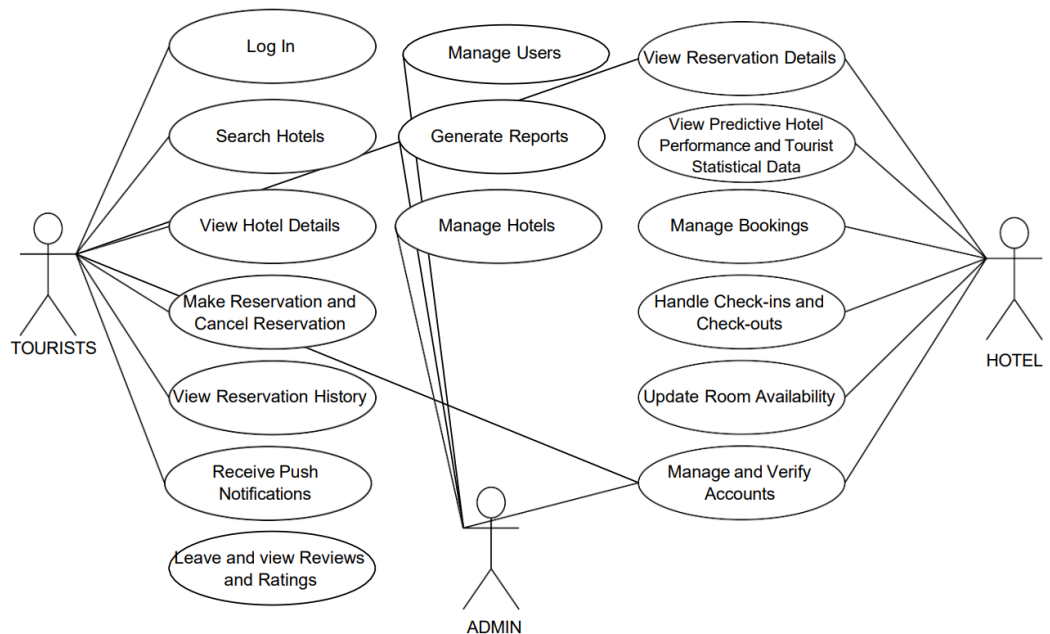 Log In
Manage Users
View Reservation Details
Search Hotels
Generate Reports
View Predictive Hotel
Performance and Tourist
Statistical Data
View Hotel Details
Manage Hotels
Manage Bookings
Make Reservation and
Cancel Reservation
Handle Check-ins and
Check-outs
TOURISTS
HOTEL
View Reservation History
Update Room Availability
Receive Push
Notifications
Manage and Verify
Accounts
Leave and view Reviews
and Ratings
ADMIN